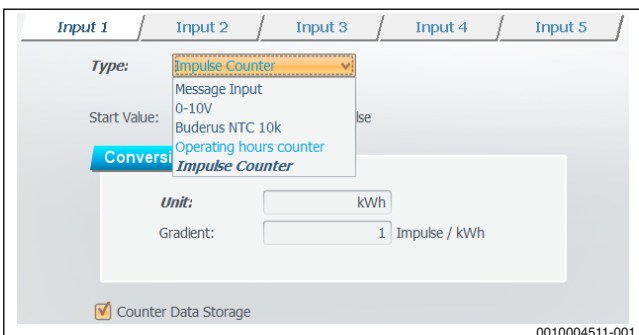 Input 1 Input 2 Input 3 Input 4 Input 5
Type: Impulse Counter
Message Input
0-10V
Start Value: lse
Buderus NTC 10k
Operating hours counter
Conversi
Impulse Counter
Unit: kWh
Gradient: 1 Impulse / kWh
Counter Data Storage
0010004511-001